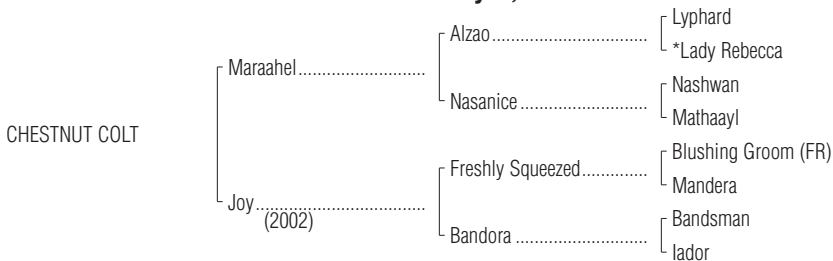 Lyphard
Alzao
*Lady Rebecca
Maraahel
Nashwan
Nasanice
Mathaayl
CHESTNUT COLT
Blushing Groom (FR)
Freshly Squeezed
Mandera
Joy
(2002)
Bandsman
Bandora
Iador